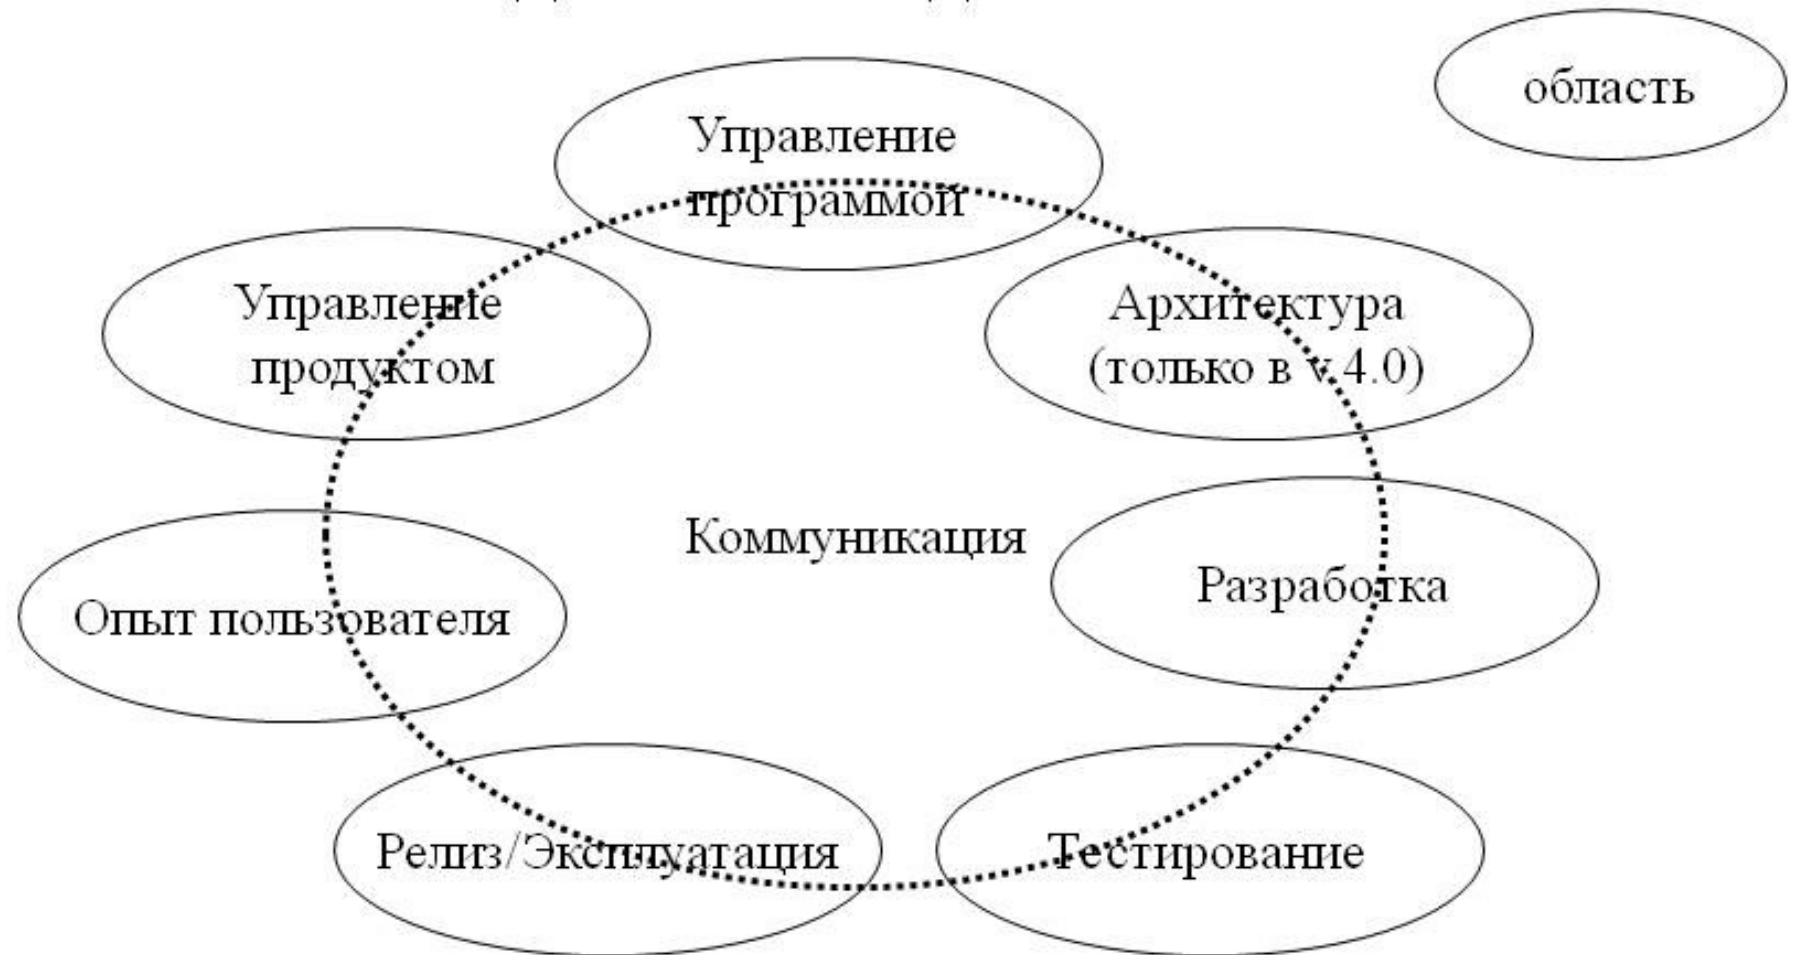 область
Управление
программой
Управление
продуктом
Архитектура
(только в v.4.0)
Коммуникация
Разработка
Опыт пользователя
Релиз/Эксплуатация
Тестирование